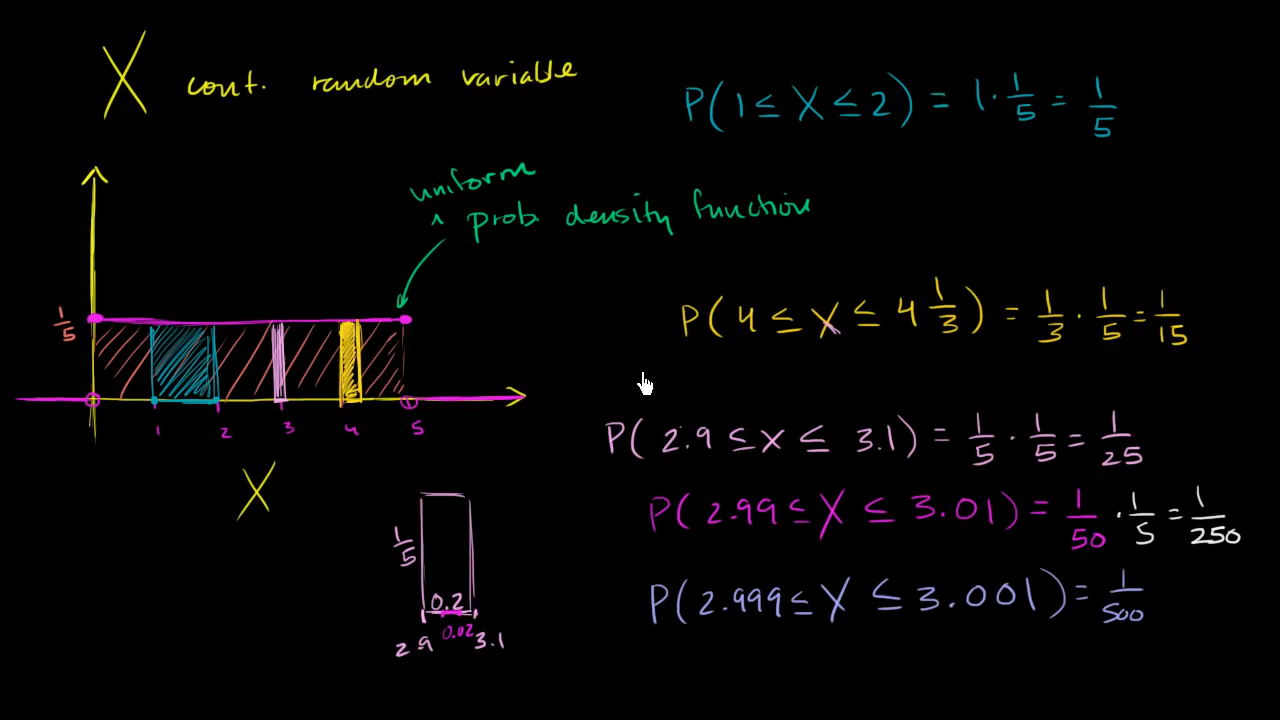 X cont. random variable
P(1 ≤ X ≤ 2) = 1 · 1/5 = 1/5
uniform
^ prob. density function
1/5
P(4 ≤ x ≤ 4 1/3) = 1/3 · 1/5 = 1/15
1 2 3 4 5
X
P(2.9 ≤ x ≤ 3.1) = 1/5 · 1/5 = 1/25
P(2.99 ≤ X ≤ 3.01) = 1/50 · 1/5 = 1/250
P(2.999 ≤ X ≤ 3.001) = 1/500
1/5
0.2
2.9 0.02 3.1